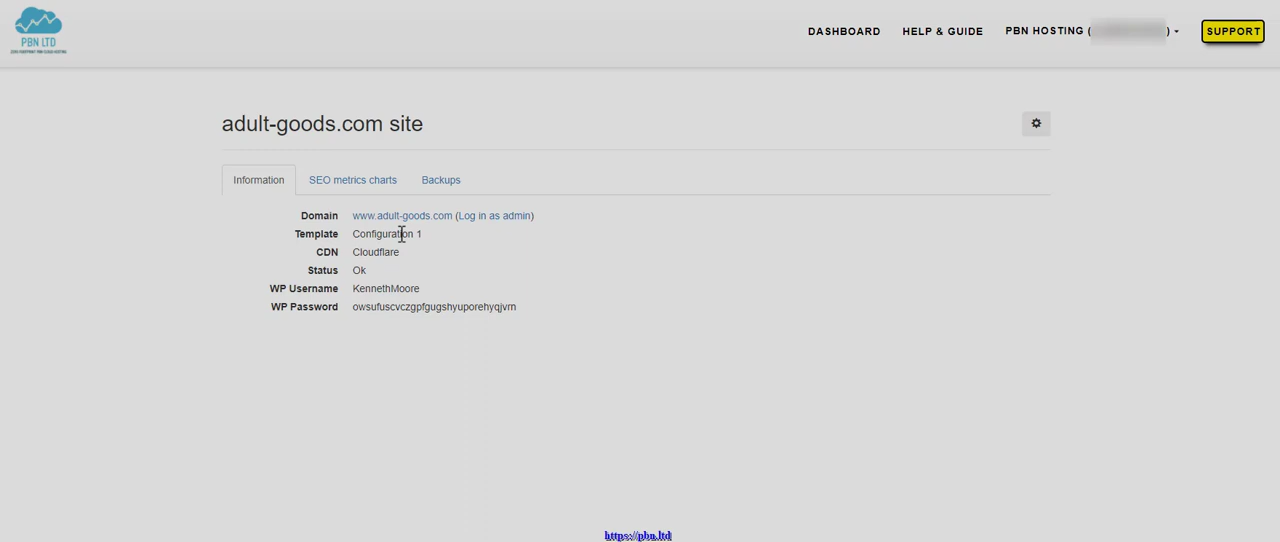 PBN LTD
DASHBOARD HELP & GUIDE PBN HOSTING ( ) SUPPORT
adult-goods.com site
Information SEO metrics charts Backups
Domain www.adult-goods.com (Log in as admin)
Template Configuration 1
CDN Cloudflare
Status Ok
WP Username KennethMoore
WP Password owsufuscvczgpfgugshyuporehyqjvrn
https://pbn.ltd